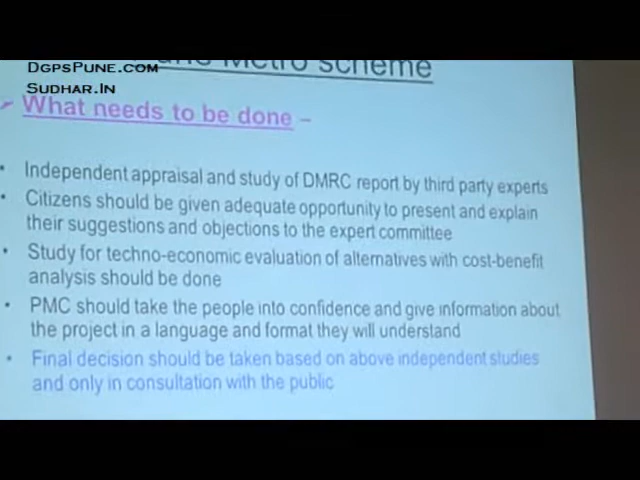 DgpsPune.com
Sudhar.In
Metro scheme
What needs to be done –
• Independent appraisal and study of DMRC report by third party experts
• Citizens should be given adequate opportunity to present and explain
their suggestions and objections to the expert committee
• Study for techno-economic evaluation of alternatives with cost-benefit
analysis should be done
• PMC should take the people into confidence and give information about
the project in a language and format they will understand
• Final decision should be taken based on above independent studies
and only in consultation with the public